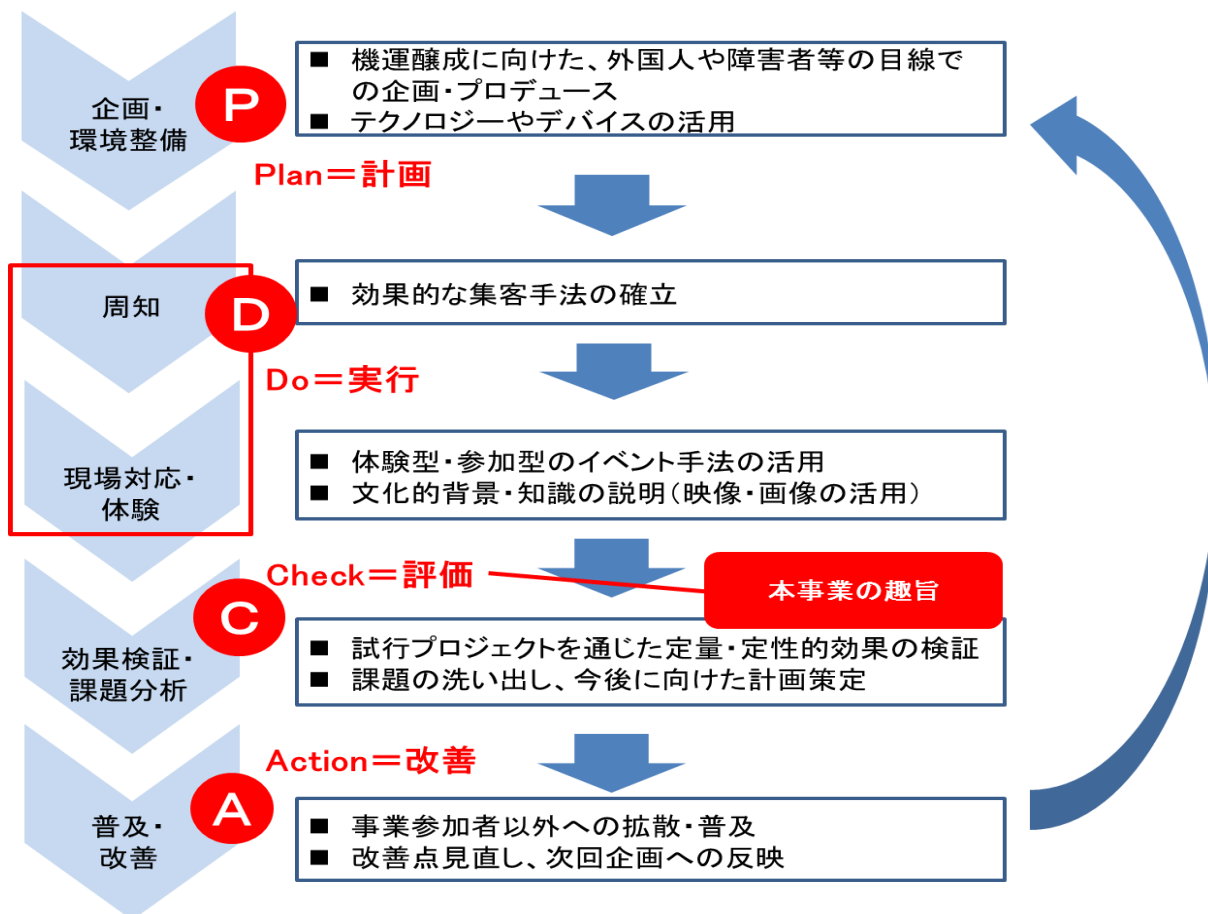 企画・
環境整備
P
■ 機運醸成に向けた、外国人や障害者等の目線で
の企画・プロデュース
■ テクノロジーやデバイスの活用
Plan＝計画
周知
D
■ 効果的な集客手法の確立
Do＝実行
現場対応・
体験
■ 体験型・参加型のイベント手法の活用
■ 文化的背景・知識の説明（映像・画像の活用）
Check＝評価
本事業の趣旨
C
効果検証・
課題分析
■ 試行プロジェクトを通じた定量・定性的効果の検証
■ 課題の洗い出し、今後に向けた計画策定
Action＝改善
A
普及・
改善
■ 事業参加者以外への拡散・普及
■ 改善点見直し、次回企画への反映